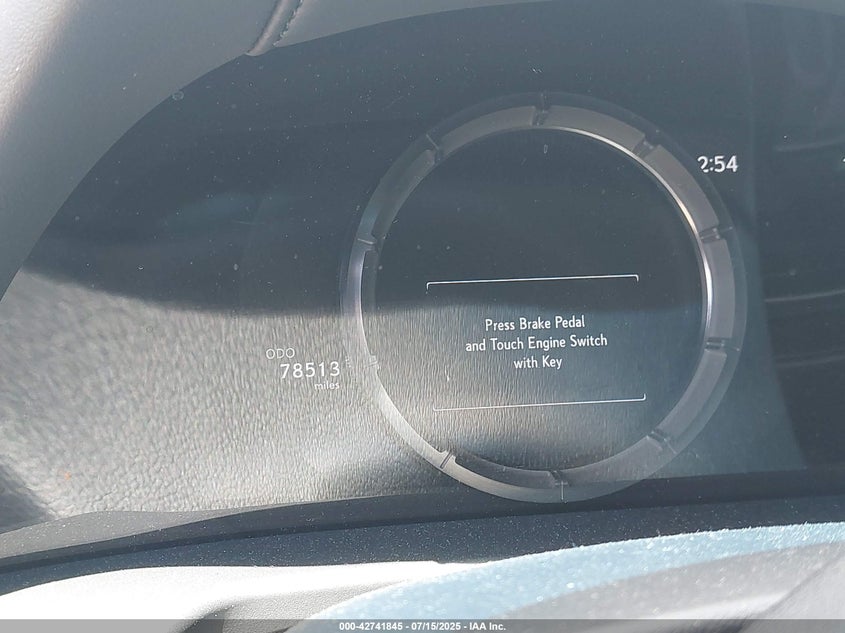 2:54
Press Brake Pedal
and Touch Engine Switch
with Key
ODO
78513
miles
000-42741845 - 07/15/2025 - IAA Inc.